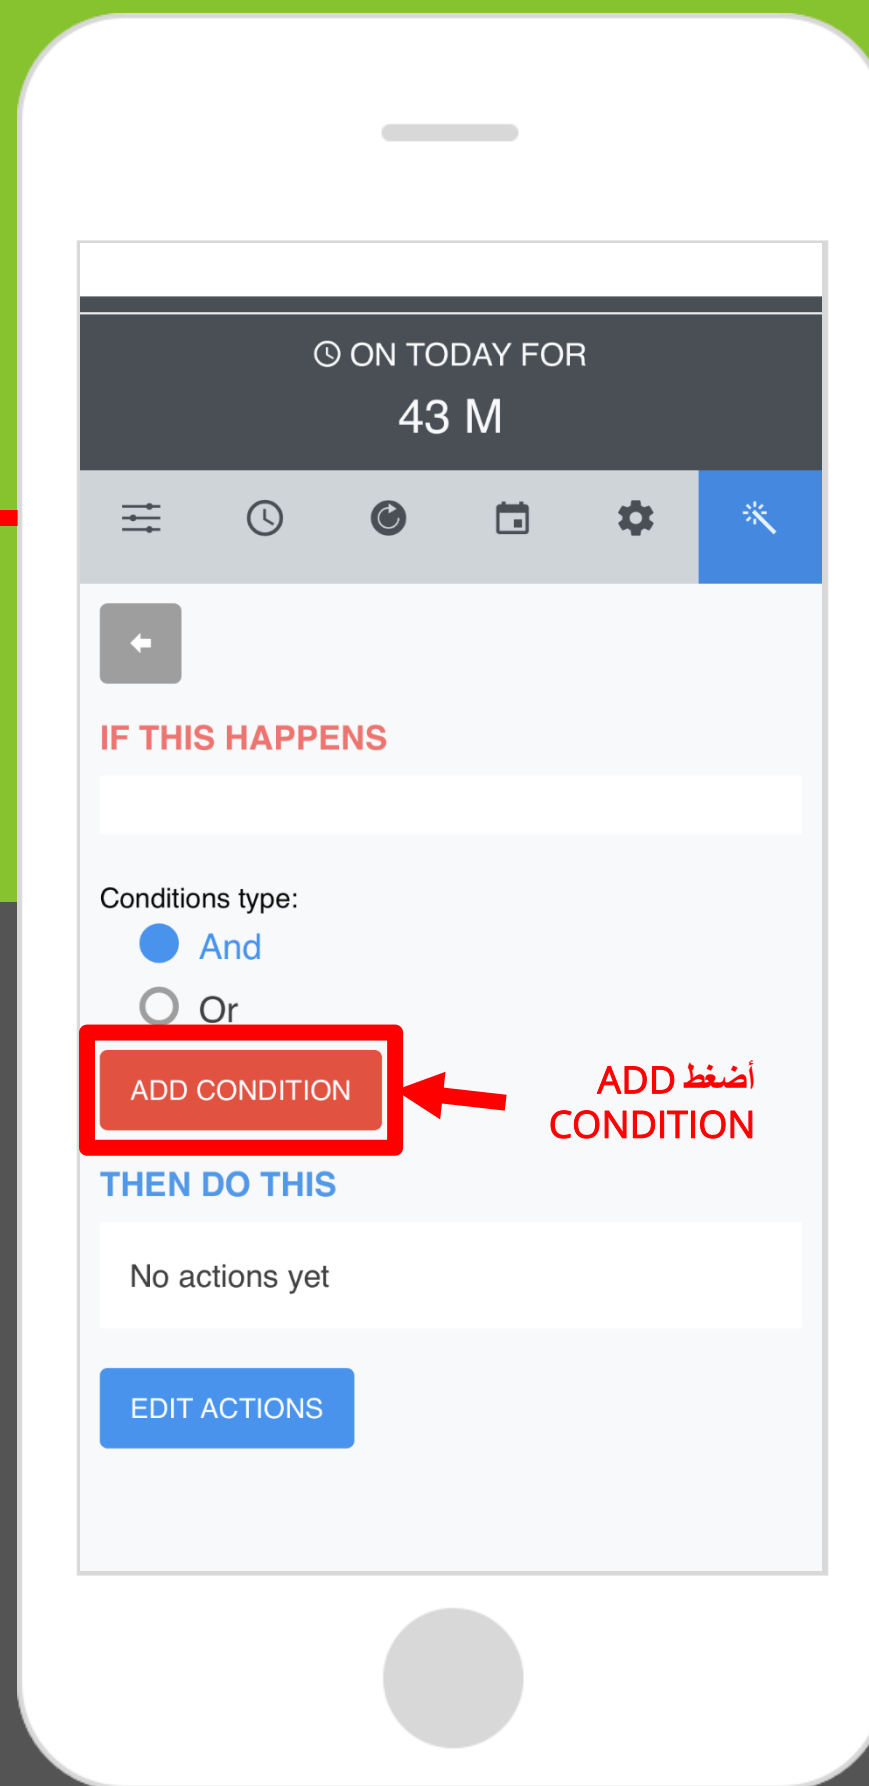 ON TODAY FOR
43 M
IF THIS HAPPENS
Conditions type:
And
Or
ADD CONDITION
أضغط ADD
CONDITION
THEN DO THIS
No actions yet
EDIT ACTIONS